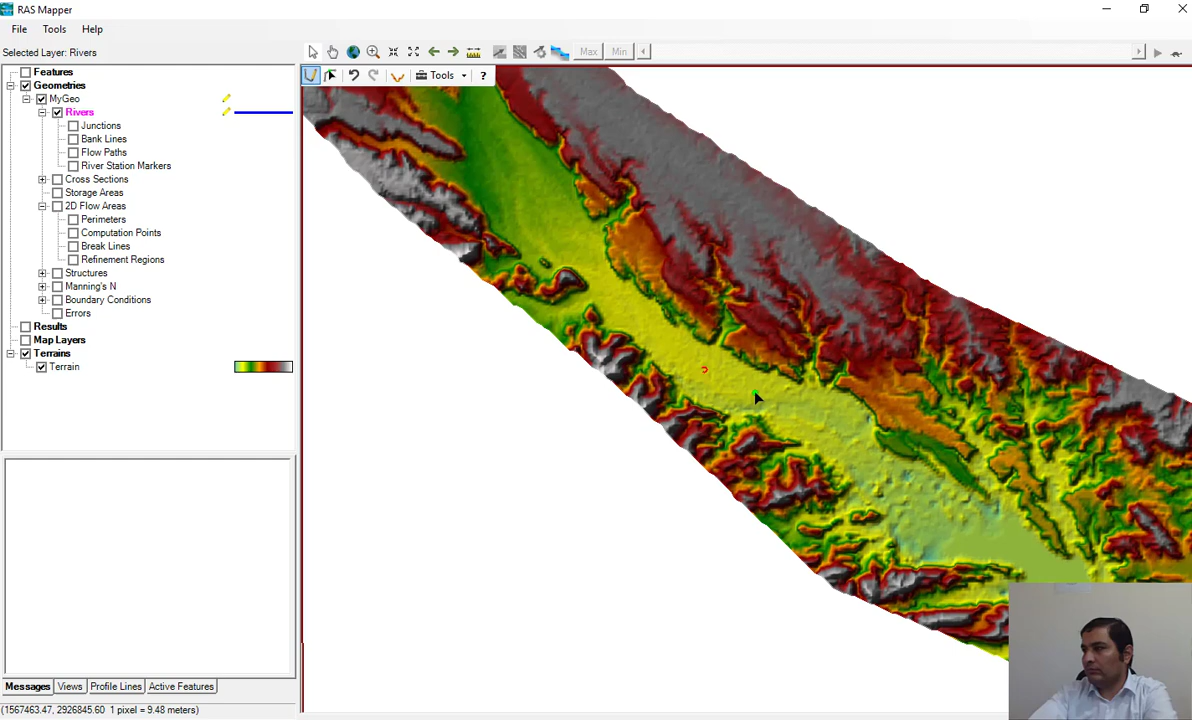 RAS Mapper
File Tools Help
Selected Layer: Rivers
Max Min
Tools ?
Features
Geometries
MyGeo
Rivers
Junctions
Bank Lines
Flow Paths
River Station Markers
Cross Sections
Storage Areas
2D Flow Areas
Perimeters
Computation Points
Break Lines
Refinement Regions
Structures
Manning's N
Boundary Conditions
Errors
Results
Map Layers
Terrains
Terrain
Messages Views Profile Lines Active Features
(1567463.47, 2926845.60 1 pixel = 9.48 meters)